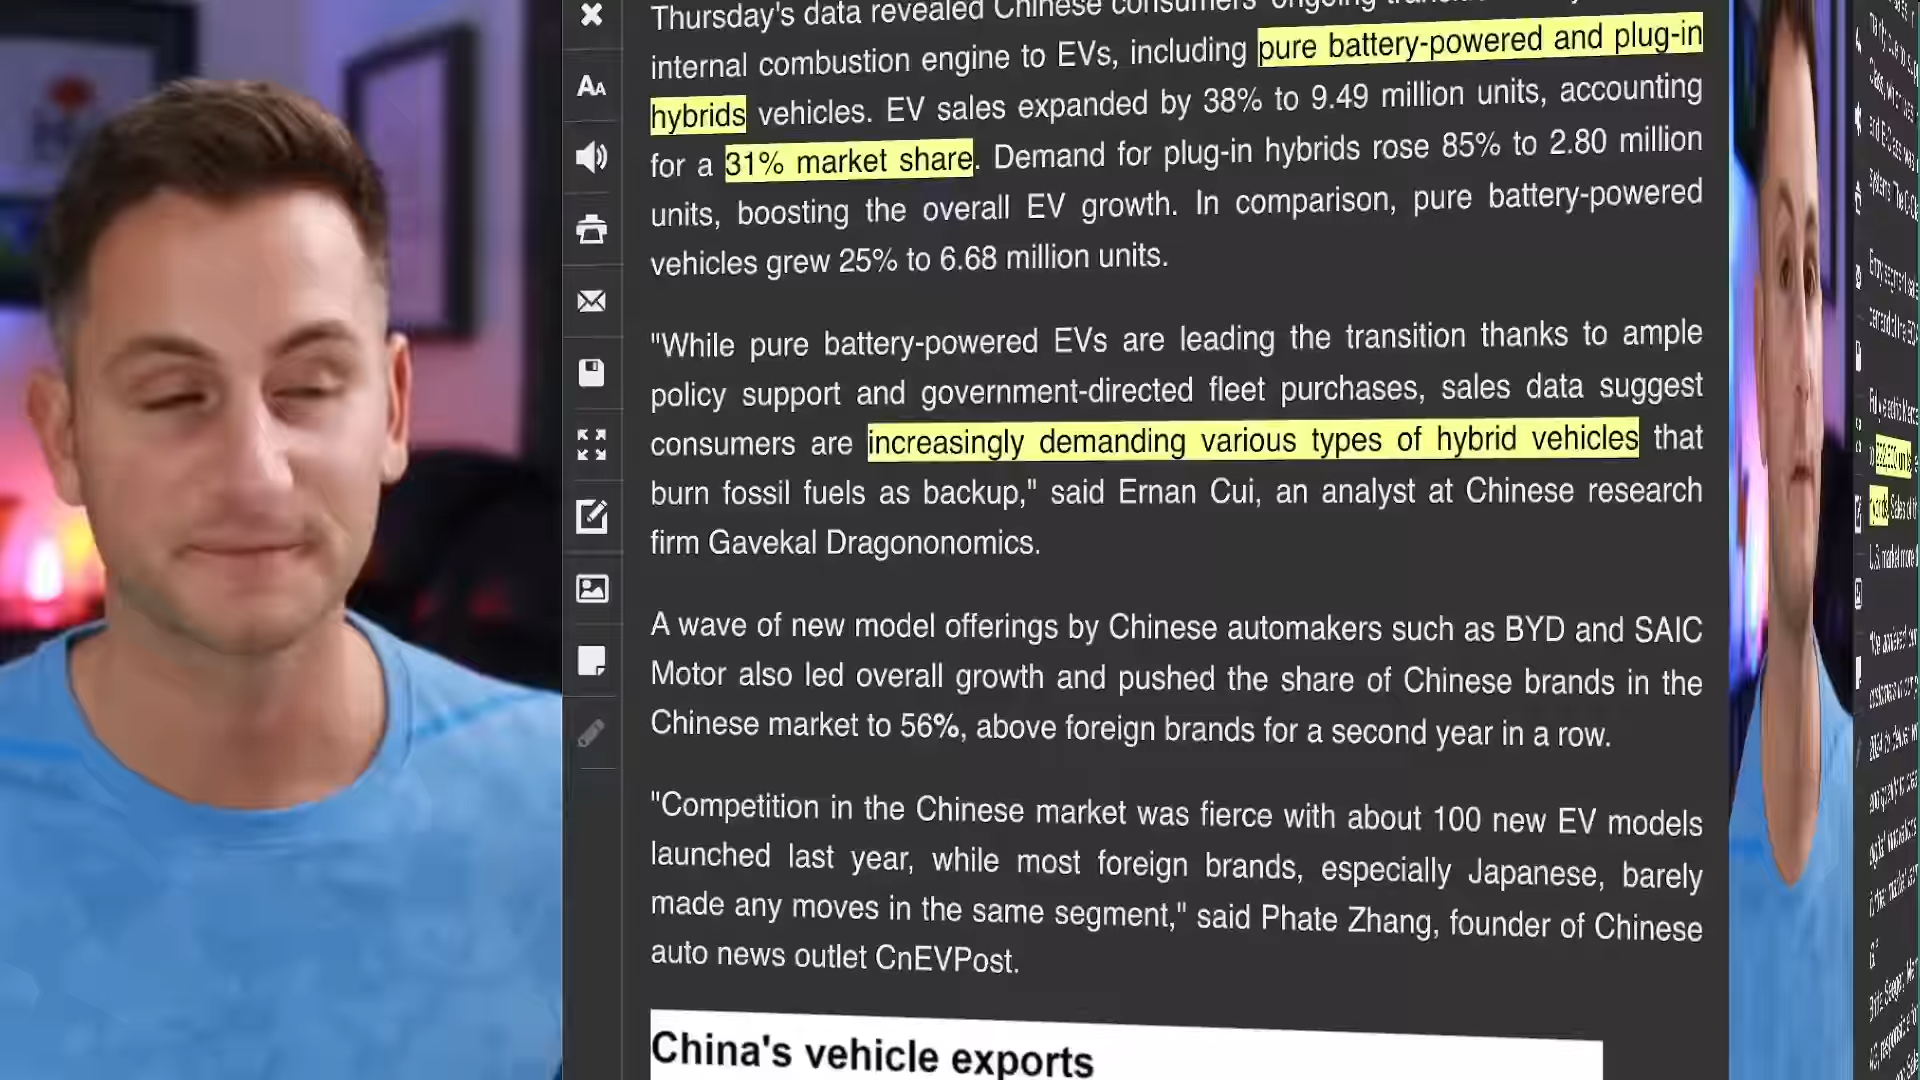 Thursday's data revealed Chinese consumers' ongoing
internal combustion engine to EVs, including pure battery-powered and plug-in
hybrids vehicles. EV sales expanded by 38% to 9.49 million units, accounting
for a 31% market share. Demand for plug-in hybrids rose 85% to 2.80 million
units, boosting the overall EV growth. In comparison, pure battery-powered
vehicles grew 25% to 6.68 million units.
"While pure battery-powered EVs are leading the transition thanks to ample
policy support and government-directed fleet purchases, sales data suggest
consumers are increasingly demanding various types of hybrid vehicles that
burn fossil fuels as backup," said Ernan Cui, an analyst at Chinese research
firm Gavekal Dragononomics.
A wave of new model offerings by Chinese automakers such as BYD and SAIC
Motor also led overall growth and pushed the share of Chinese brands in the
Chinese market to 56%, above foreign brands for a second year in a row.
"Competition in the Chinese market was fierce with about 100 new EV models
launched last year, while most foreign brands, especially Japanese, barely
made any moves in the same segment," said Phate Zhang, founder of Chinese
auto news outlet CnEVPost.
China's vehicle exports